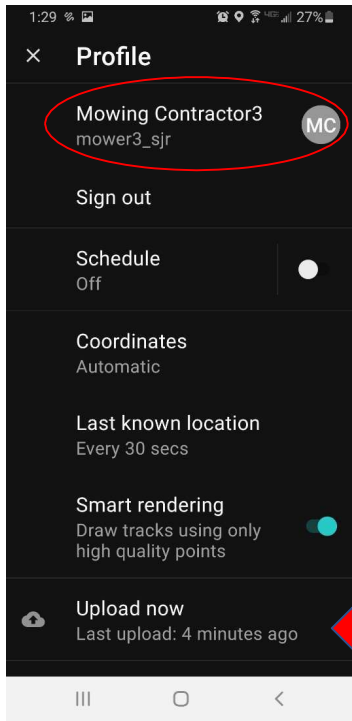 1:29 27%
Profile
Mowing Contractor3
mower3_sjr
MC
Sign out
Schedule
Off
Coordinates
Automatic
Last known location
Every 30 secs
Smart rendering
Draw tracks using only
high quality points
Upload now
Last upload: 4 minutes ago